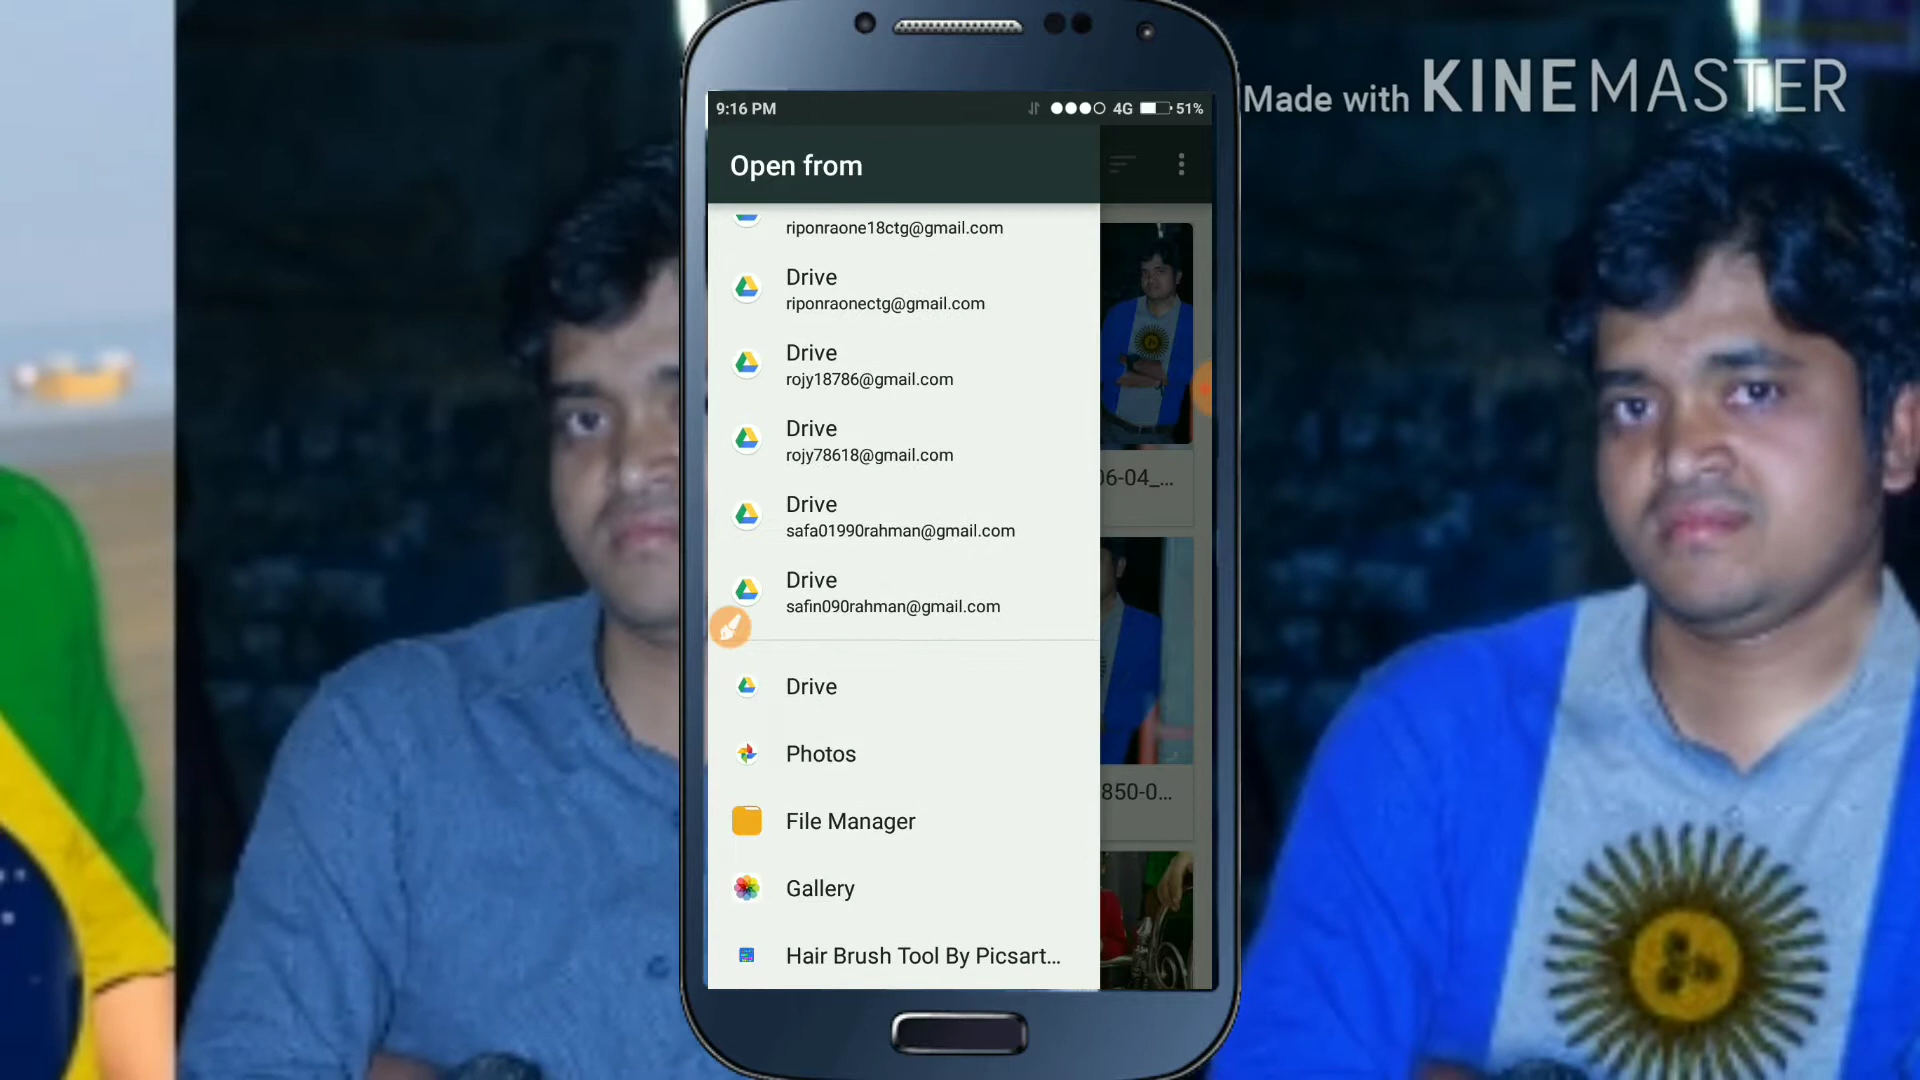 Made with KINEMASTER
9:16 PM 4G 51%
Open from
riponraone18ctg@gmail.com
Drive
riponraonectg@gmail.com
Drive
rojy18786@gmail.com
Drive
rojy78618@gmail.com
Drive
safa01990rahman@gmail.com
Drive
safin090rahman@gmail.com
Drive
Photos
File Manager
Gallery
Hair Brush Tool By Picsart...
06-04_...
850-0...